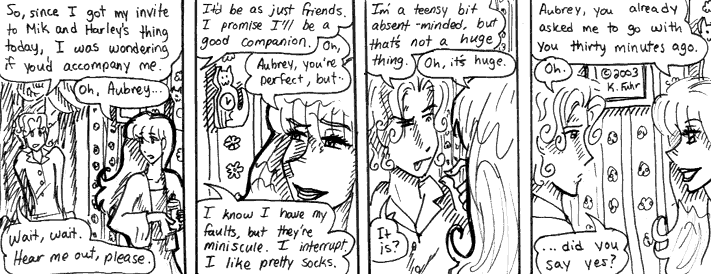 So, since I got my invite
to Mik and Harley's thing
today, I was wondering
if you'd accompany me.
Oh, Aubrey...
Wait, wait.
Hear me out, please.
It'd be as just friends.
I promise I'll be a
good companion.
Oh,
Aubrey, you're
perfect, but--
I know I have my
faults, but they're
miniscule. I interrupt.
I like pretty socks.
I'm a teensy bit
absent-minded, but
that's not a huge
thing.
Oh, it's huge.
It
is?
Aubrey, you already
asked me to go with
you thirty minutes ago.
Oh.
©2003
K. Fuhr
...did you
say yes?